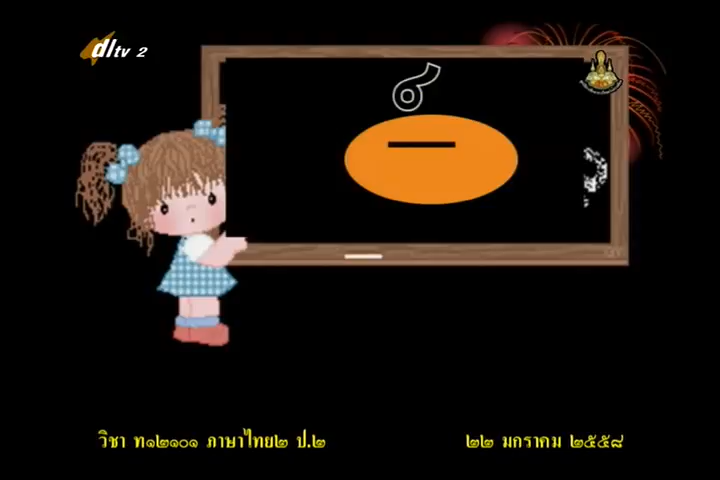 dltv 2
๙
วิชา ท๑๒๑๐๑ ภาษาไทย๒ ป.๒
๒๒ มกราคม ๒๕๕๘